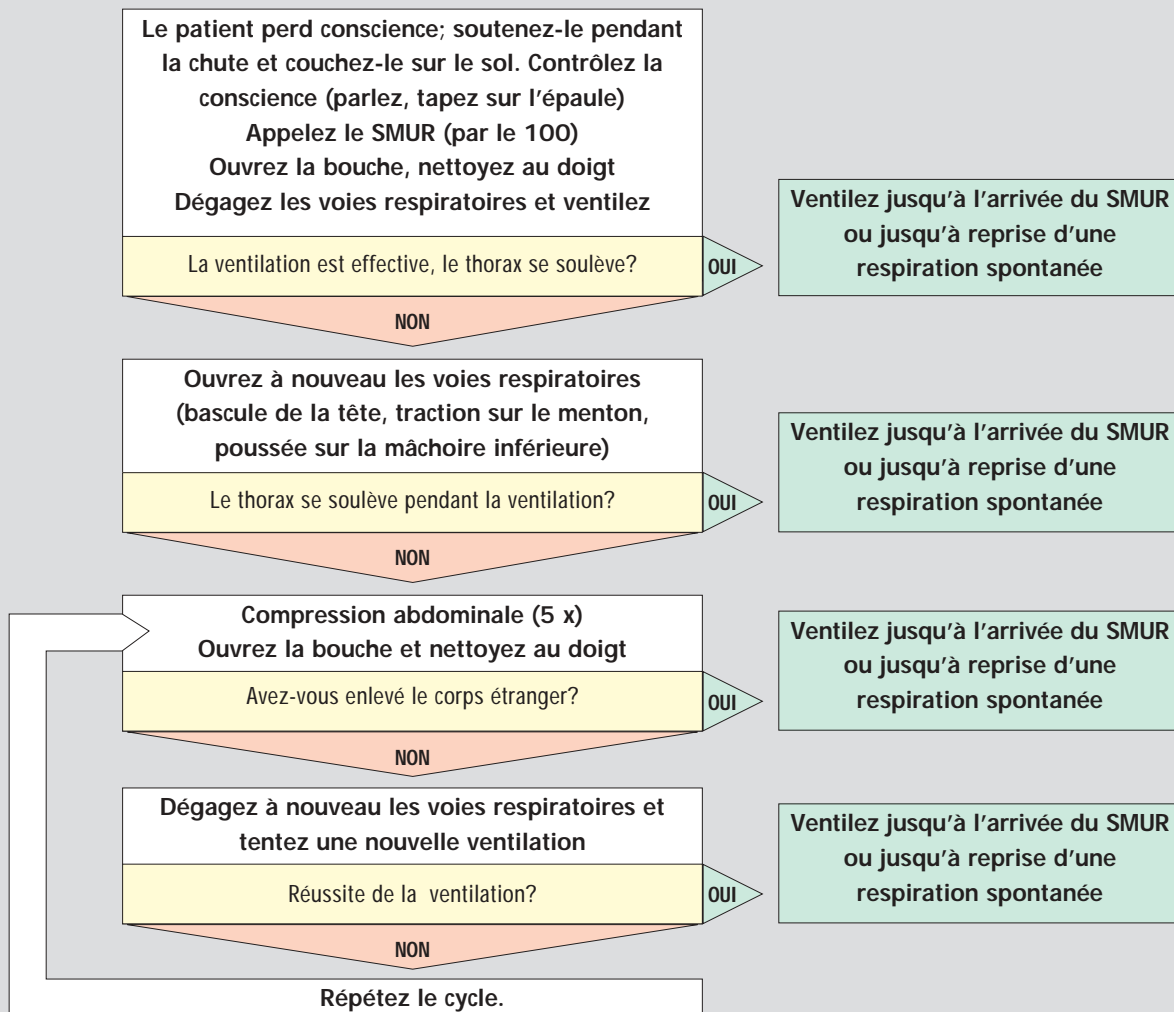 Le patient perd conscience; soutenez-le pendant
la chute et couchez-le sur le sol. Contrôlez la
conscience (parlez, tapez sur l'épaule)
Appelez le SMUR (par le 100)
Ouvrez la bouche, nettoyez au doigt
Dégagez les voies respiratoires et ventilez
La ventilation est effective, le thorax se soulève?
OUI
Ventilez jusqu'à l'arrivée du SMUR
ou jusqu'à reprise d'une
respiration spontanée
NON
Ouvrez à nouveau les voies respiratoires
(bascule de la tête, traction sur le menton,
poussée sur la mâchoire inférieure)
Le thorax se soulève pendant la ventilation?
OUI
Ventilez jusqu'à l'arrivée du SMUR
ou jusqu'à reprise d'une
respiration spontanée
NON
Compression abdominale (5 x)
Ouvrez la bouche et nettoyez au doigt
Avez-vous enlevé le corps étranger?
OUI
Ventilez jusqu'à l'arrivée du SMUR
ou jusqu'à reprise d'une
respiration spontanée
NON
Dégagez à nouveau les voies respiratoires et
tentez une nouvelle ventilation
Réussite de la ventilation?
OUI
Ventilez jusqu'à l'arrivée du SMUR
ou jusqu'à reprise d'une
respiration spontanée
NON
Répétez le cycle.